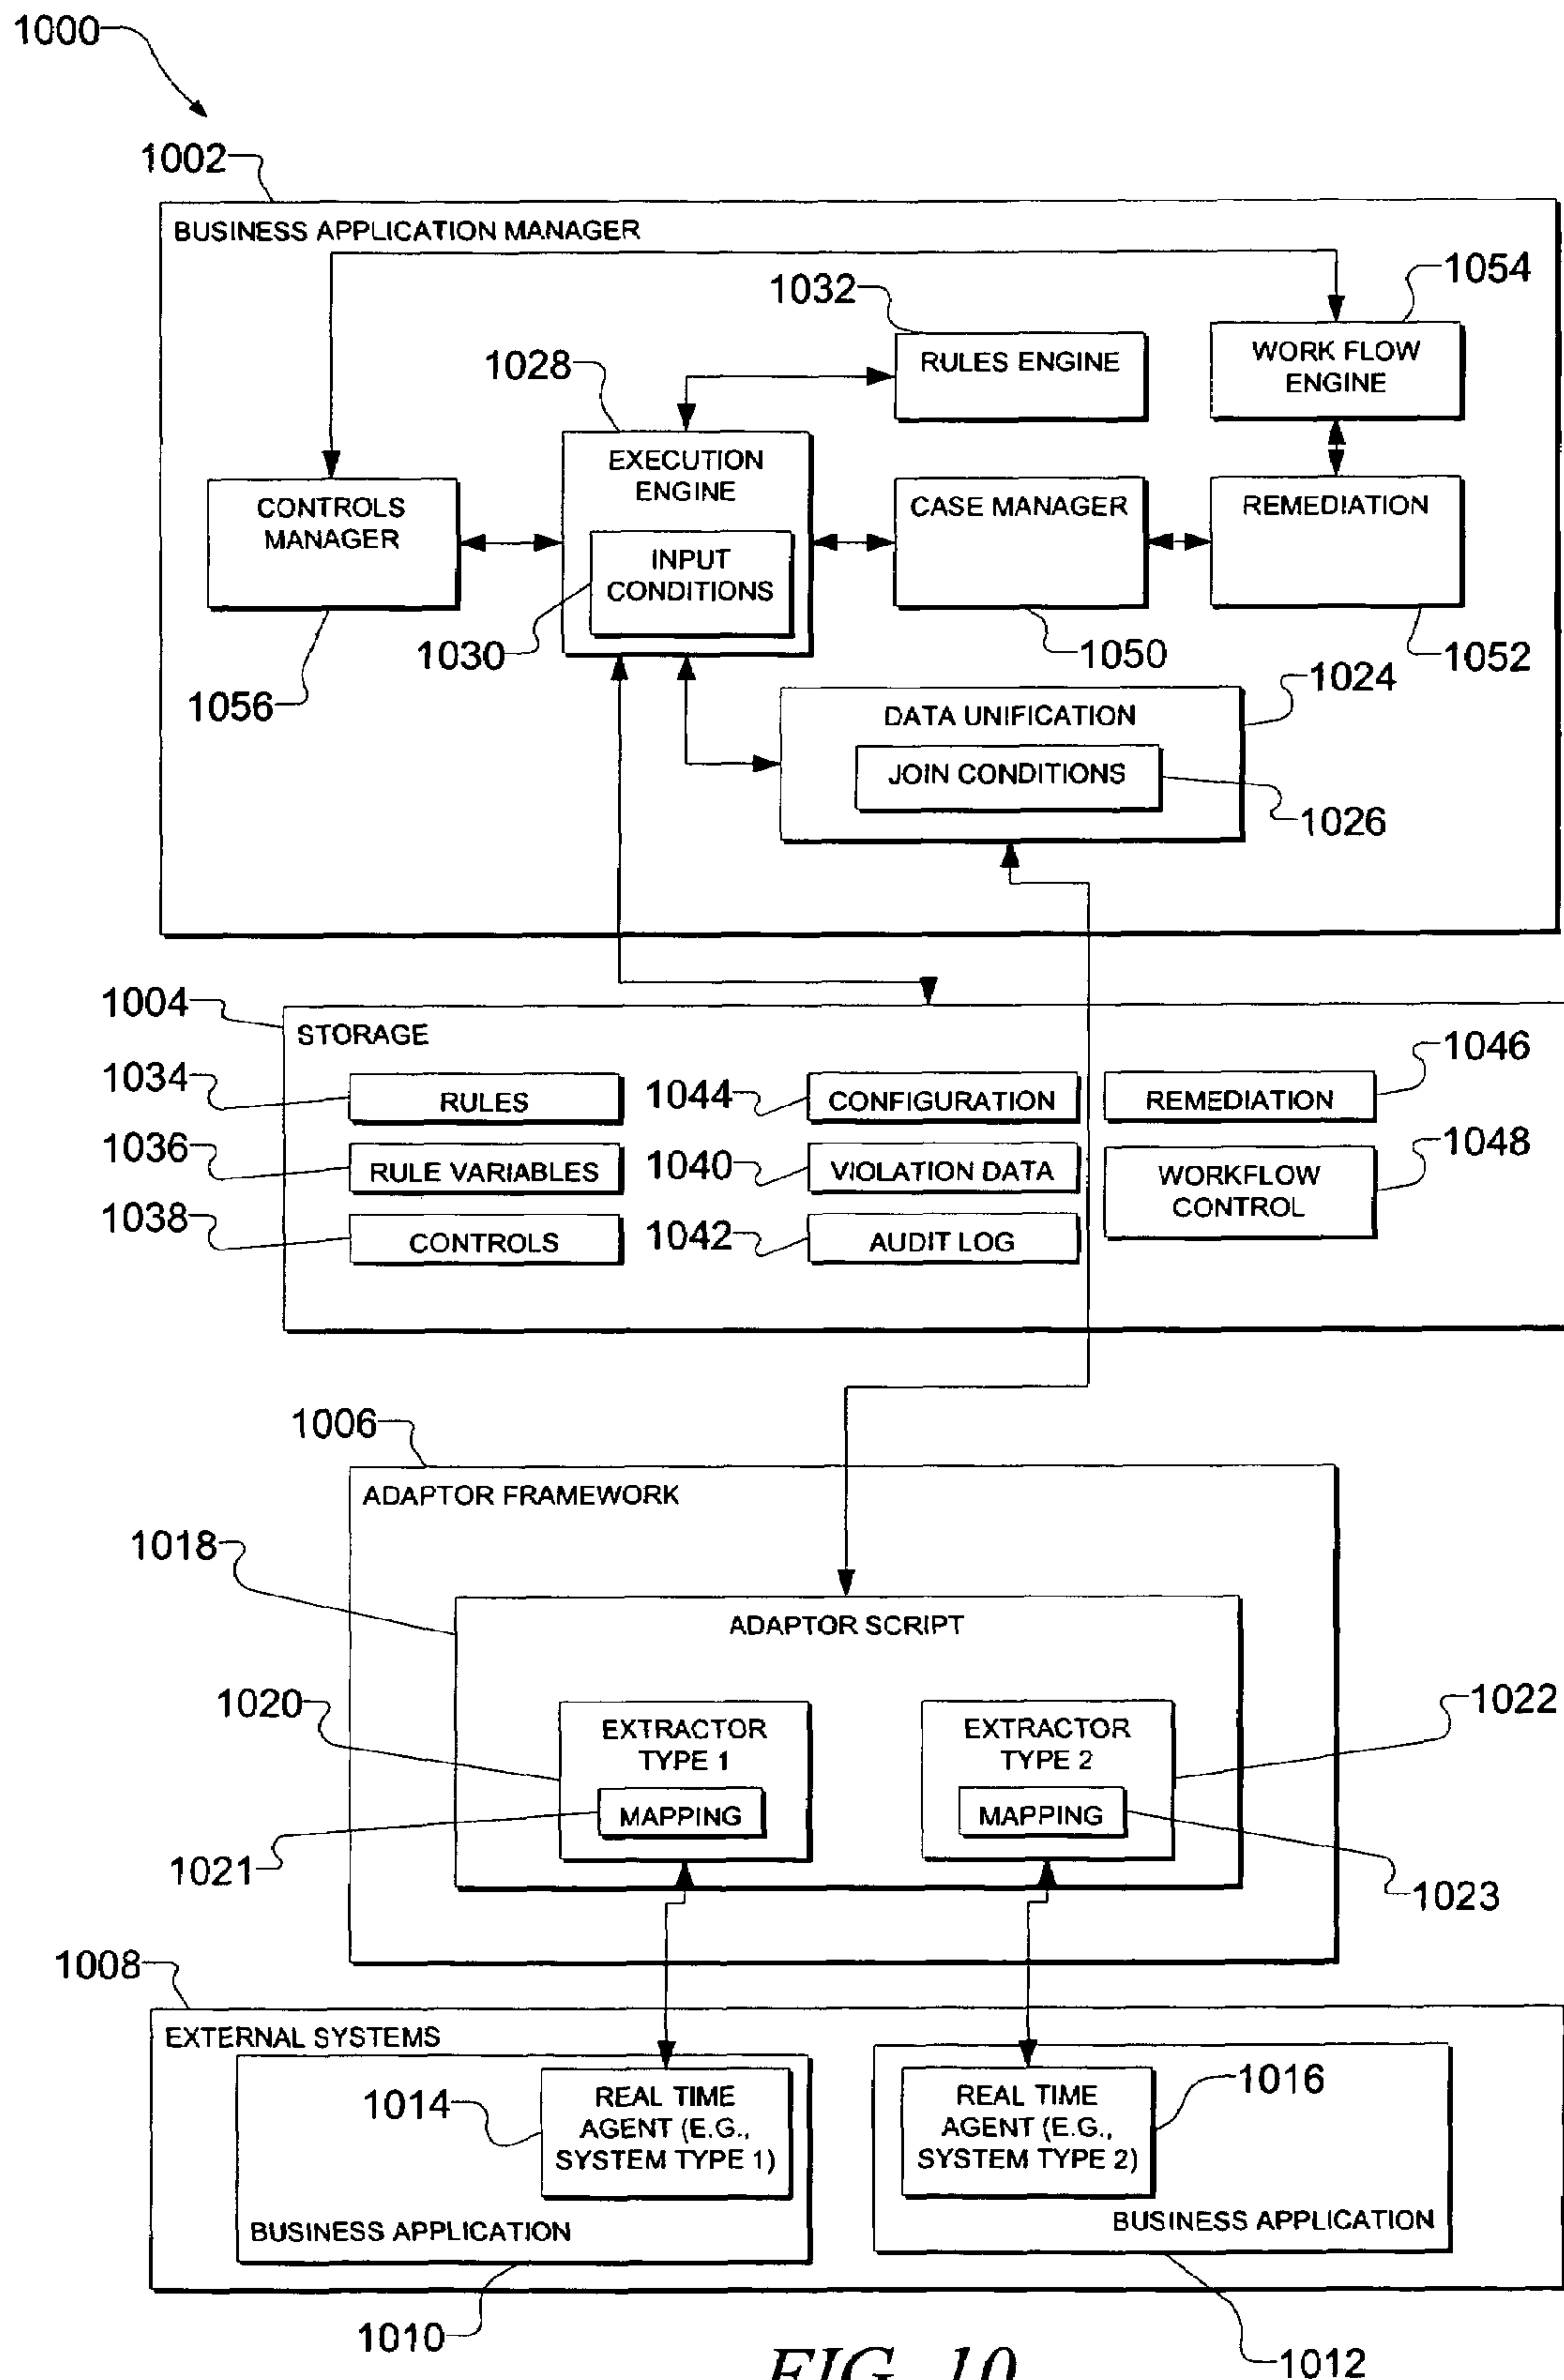 1000
1002
BUSINESS APPLICATION MANAGER
1054
1032
RULES ENGINE
WORK FLOW
ENGINE
1028
EXECUTION
ENGINE
CONTROLS
MANAGER
CASE MANAGER
REMEDIATION
INPUT
CONDITIONS
1030
1050
1052
1056
1024
DATA UNIFICATION
JOIN CONDITIONS
1026
1004
STORAGE
1046
1034
RULES
1044
CONFIGURATION
REMEDIATION
1036
RULE VARIABLES
1040
VIOLATION DATA
1048
WORKFLOW
CONTROL
1038
CONTROLS
1042
AUDIT LOG
1006
ADAPTOR FRAMEWORK
1018
ADAPTOR SCRIPT
1020
EXTRACTOR
TYPE 1
MAPPING
1021
EXTRACTOR
TYPE 2
MAPPING
1022
1023
1008
EXTERNAL SYSTEMS
1014
REAL TIME
AGENT (E.G.,
SYSTEM TYPE 1)
BUSINESS APPLICATION
1010
REAL TIME
AGENT (E.G.,
SYSTEM TYPE 2)
1016
BUSINESS APPLICATION
1012
FIG. 10